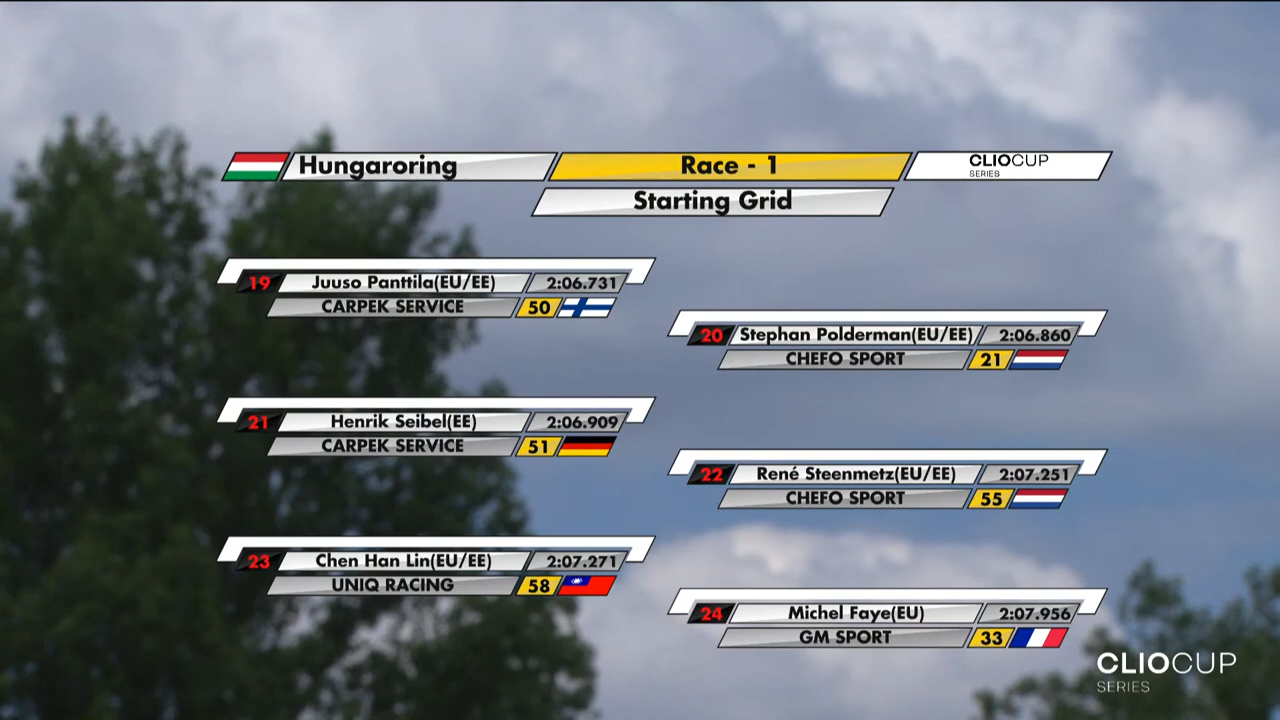 Hungaroring
Race - 1
CLIOCUP
SERIES
Starting Grid
19 Juuso Panttila(EU/EE) 2:06.731
CARPEK SERVICE 50
20 Stephan Polderman(EU/EE) 2:06.860
CHEFO SPORT 21
21 Henrik Seibel(EE) 2:06.909
CARPEK SERVICE 51
22 René Steenmetz(EU/EE) 2:07.251
CHEFO SPORT 55
23 Chen Han Lin(EU/EE) 2:07.271
UNIQ RACING 58
24 Michel Faye(EU) 2:07.956
GM SPORT 33
CLIOCUP
SERIES